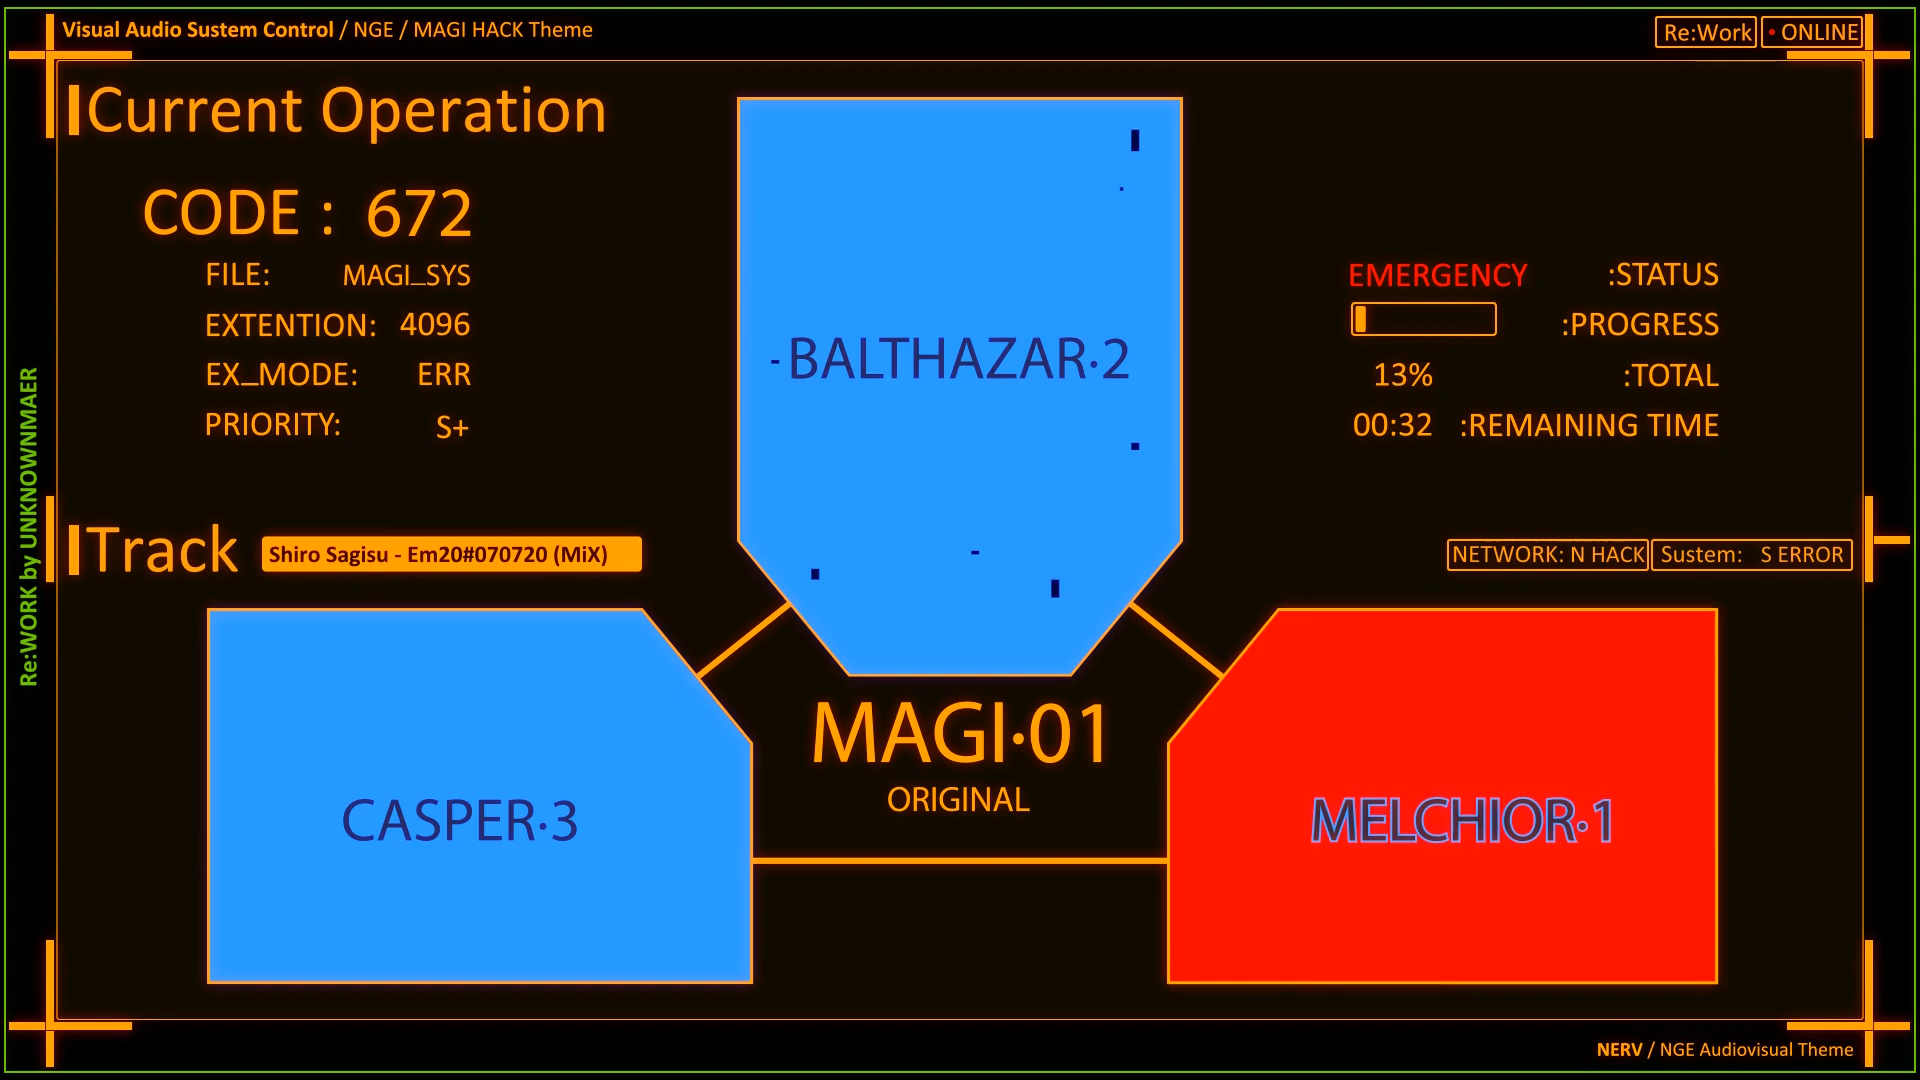 Visual Audio Sustem Control / NGE / MAGI HACK Theme
Re:Work
• ONLINE
Current Operation
CODE : 672
FILE: MAGI_SYS
EXTENTION: 4096
EX_MODE: ERR
PRIORITY: S+
EMERGENCY :STATUS
:PROGRESS
13% :TOTAL
00:32 :REMAINING TIME
-BALTHAZAR·2
Track
Shiro Sagisu - Em20#070720 (MiX)
NETWORK: N HACK
Sustem: S ERROR
MAGI·01
ORIGINAL
CASPER·3
MELCHIOR·1
Re:WORK by UNKNOWNMAER
NERV / NGE Audiovisual Theme